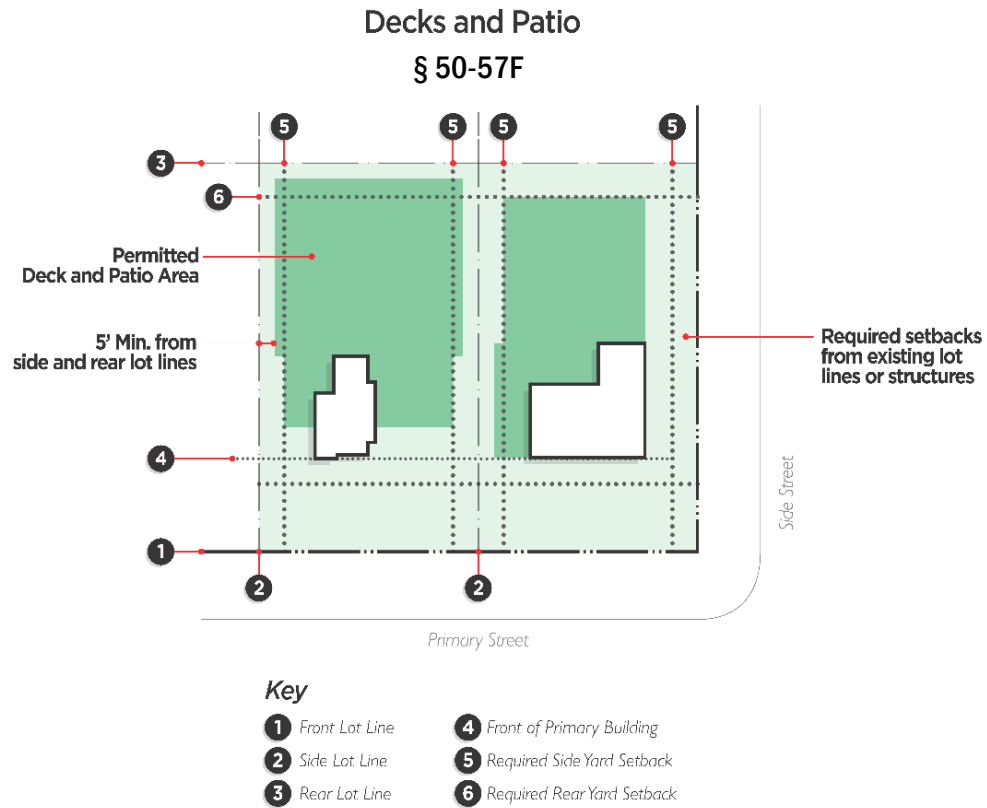 Decks and Patio
§ 50-57F
5 5 5 5
3
6
Permitted
Deck and Patio Area
5' Min. from
side and rear lot lines
Required setbacks
from existing lot
lines or structures
4
Side Street
1
2 2
Primary Street
Key
1 Front Lot Line
2 Side Lot Line
3 Rear Lot Line
4 Front of Primary Building
5 Required Side Yard Setback
6 Required Rear Yard Setback